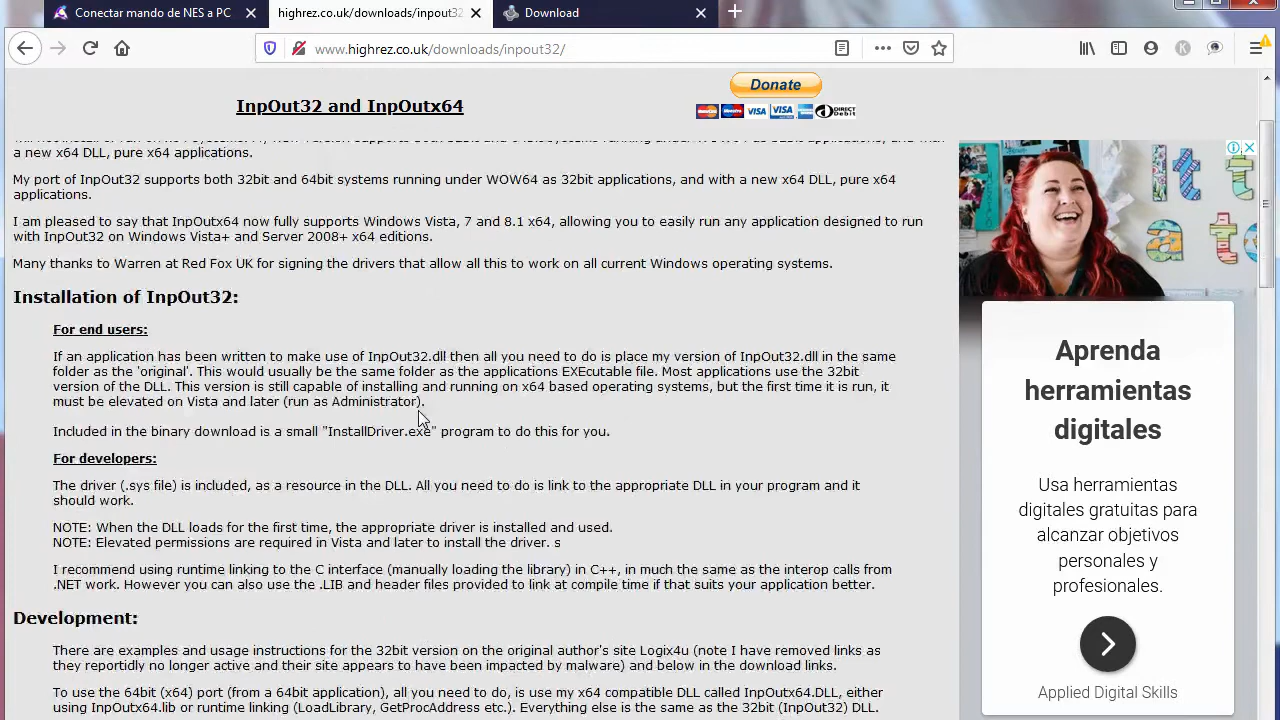 Conectar mando de NES a PC
highrez.co.uk/downloads/inpout32
Download
www.highrez.co.uk/downloads/inpout32/
K
InpOut32 and InpOutx64
Donate
VISA VISA DIRECT Debit
a new x64 DLL, pure x64 applications.
My port of InpOut32 supports both 32bit and 64bit systems running under WOW64 as 32bit applications, and with a new x64 DLL, pure x64
applications.
I am pleased to say that InpOutx64 now fully supports Windows Vista, 7 and 8.1 x64, allowing you to easily run any application designed to run
with InpOut32 on Windows Vista+ and Server 2008+ x64 editions.
Many thanks to Warren at Red Fox UK for signing the drivers that allow all this to work on all current Windows operating systems.
Installation of InpOut32:
For end users:
If an application has been written to make use of InpOut32.dll then all you need to do is place my version of InpOut32.dll in the same
folder as the 'original'. This would usually be the same folder as the applications EXEcutable file. Most applications use the 32bit
version of the DLL. This version is still capable of installing and running on x64 based operating systems, but the first time it is run, it
must be elevated on Vista and later (run as Administrator).
Included in the binary download is a small "InstallDriver.exe" program to do this for you.
For developers:
The driver (.sys file) is included, as a resource in the DLL. All you need to do is link to the appropriate DLL in your program and it
should work.
NOTE: When the DLL loads for the first time, the appropriate driver is installed and used.
NOTE: Elevated permissions are required in Vista and later to install the driver. s
I recommend using runtime linking to the C interface (manually loading the library) in C++, in much the same as the interop calls from
.NET work. However you can also use the .LIB and header files provided to link at compile time if that suits your application better.
Development:
There are examples and usage instructions for the 32bit version on the original author's site Logix4u (note I have removed links as
they reportidly no longer active and their site appears to have been impacted by malware) and below in the download links.
To use the 64bit (x64) port (from a 64bit application), all you need to do, is use my x64 compatible DLL called InpOutx64.DLL, either
using InpOutx64.lib or runtime linking (LoadLibrary, GetProcAddress etc.). Everything else is the same as the 32bit (InpOut32) DLL.
Aprenda
herramientas
digitales
Usa herramientas
digitales gratuitas para
alcanzar objetivos
personales y
profesionales.
Applied Digital Skills